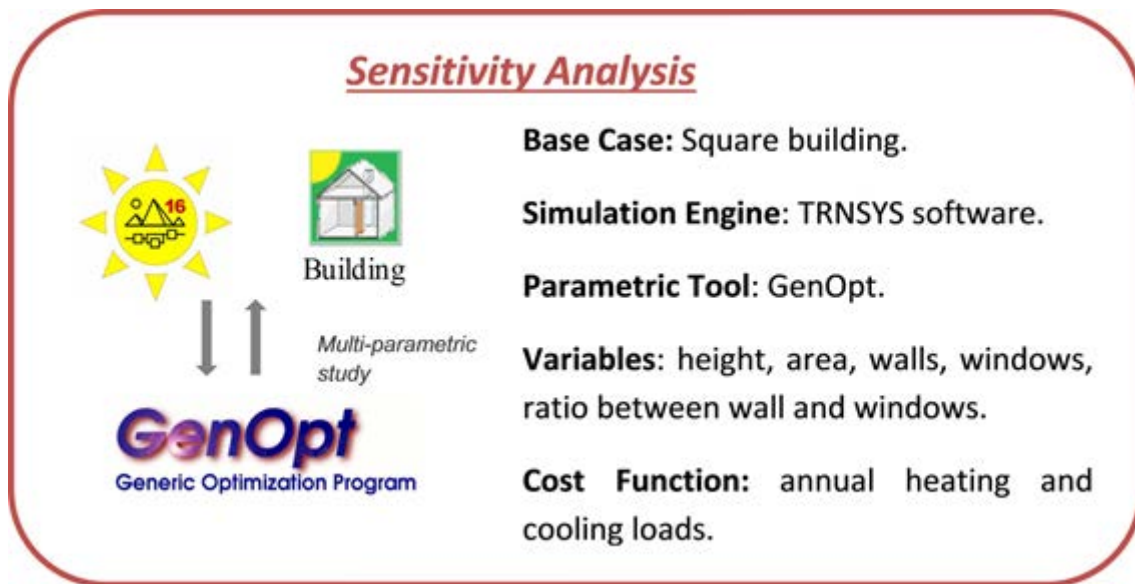 Sensitivity Analysis
16
Building
Multi-parametric
study
GenOpt
Generic Optimization Program
Base Case: Square building.
Simulation Engine: TRNSYS software.
Parametric Tool: GenOpt.
Variables: height, area, walls, windows,
ratio between wall and windows.
Cost Function: annual heating and
cooling loads.